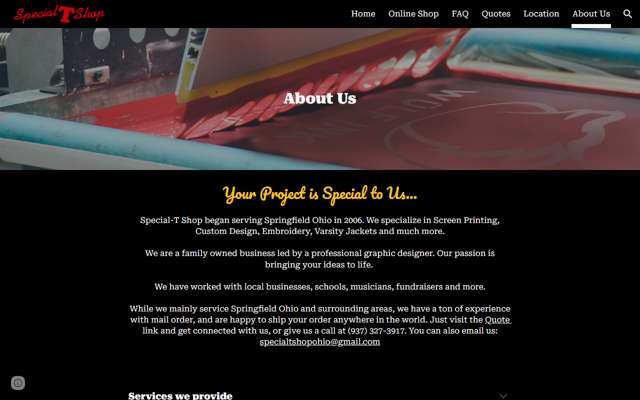 Special T Shop
Home
Online Shop
FAQ
Quotes
Location
About Us
About Us
Your Project is Special to Us...
Special-T Shop began serving Springfield Ohio in 2006. We specialize in Screen Printing,
Custom Design, Embroidery, Varsity Jackets and much more.
We are a family owned business led by a professional graphic designer. Our passion is
bringing your ideas to life.
We have worked with local businesses, schools, musicians, fundraisers and more.
While we mainly service Springfield Ohio and surrounding areas, we have a ton of experience
with mail order, and are happy to ship your order anywhere in the world. Just visit the Quote
link and get connected with us, or give us a call at (937) 327-3917. You can also email us:
specialtshopohio@gmail.com
Services we provide